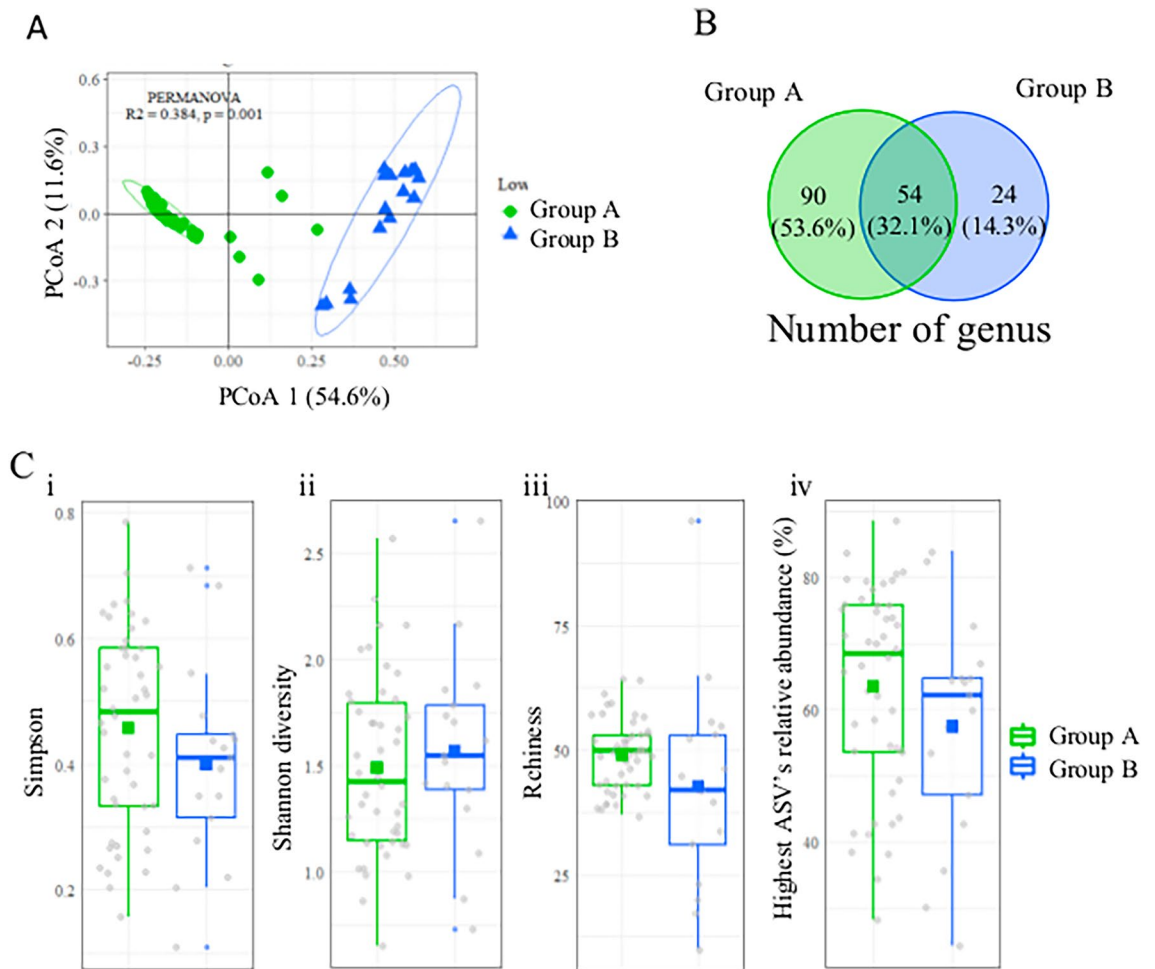 A
PERMANOVA
R2 = 0.384, p = 0.001
0.6
0.3
0.0
-0.3
-0.25
0.00
0.25
0.50
PCoA 2 (11.6%)
PCoA 1 (54.6%)
Low
Group A
Group B
B
Group A
Group B
90
(53.6%)
54
(32.1%)
24
(14.3%)
Number of genus
C
i
0.8
0.6
0.4
0.2
Simpson
ii
2.5
2.0
1.5
1.0
Shannon diversity
iii
100
75
50
25
Rchiness
iv
80
60
40
Highest ASV's relative abundance (%)
Group A
Group B